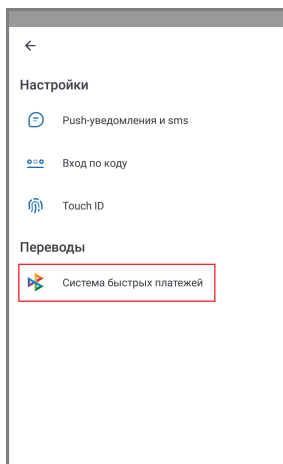 Настройки
Push-уведомления и sms
Вход по коду
Touch ID
Переводы
Система быстрых платежей